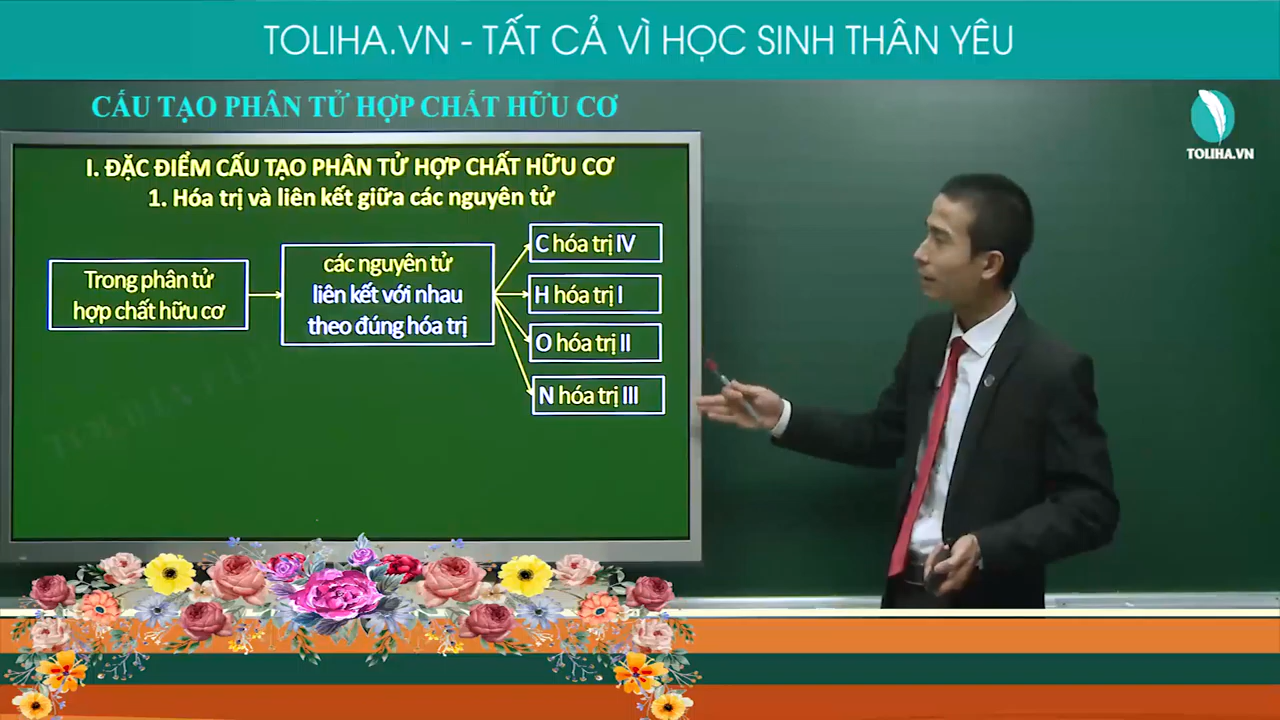 TOLIHA.VN - TẤT CẢ VÌ HỌC SINH THÂN YÊU
CẤU TẠO PHÂN TỬ HỢP CHẤT HỮU CƠ
TOLIHA.VN
I. ĐẶC ĐIỂM CẤU TẠO PHÂN TỬ HỢP CHẤT HỮU CƠ
1. Hóa trị và liên kết giữa các nguyên tử
Trong phân tử
hợp chất hữu cơ
các nguyên tử
liên kết với nhau
theo đúng hóa trị
C hóa trị IV
H hóa trị I
O hóa trị II
N hóa trị III